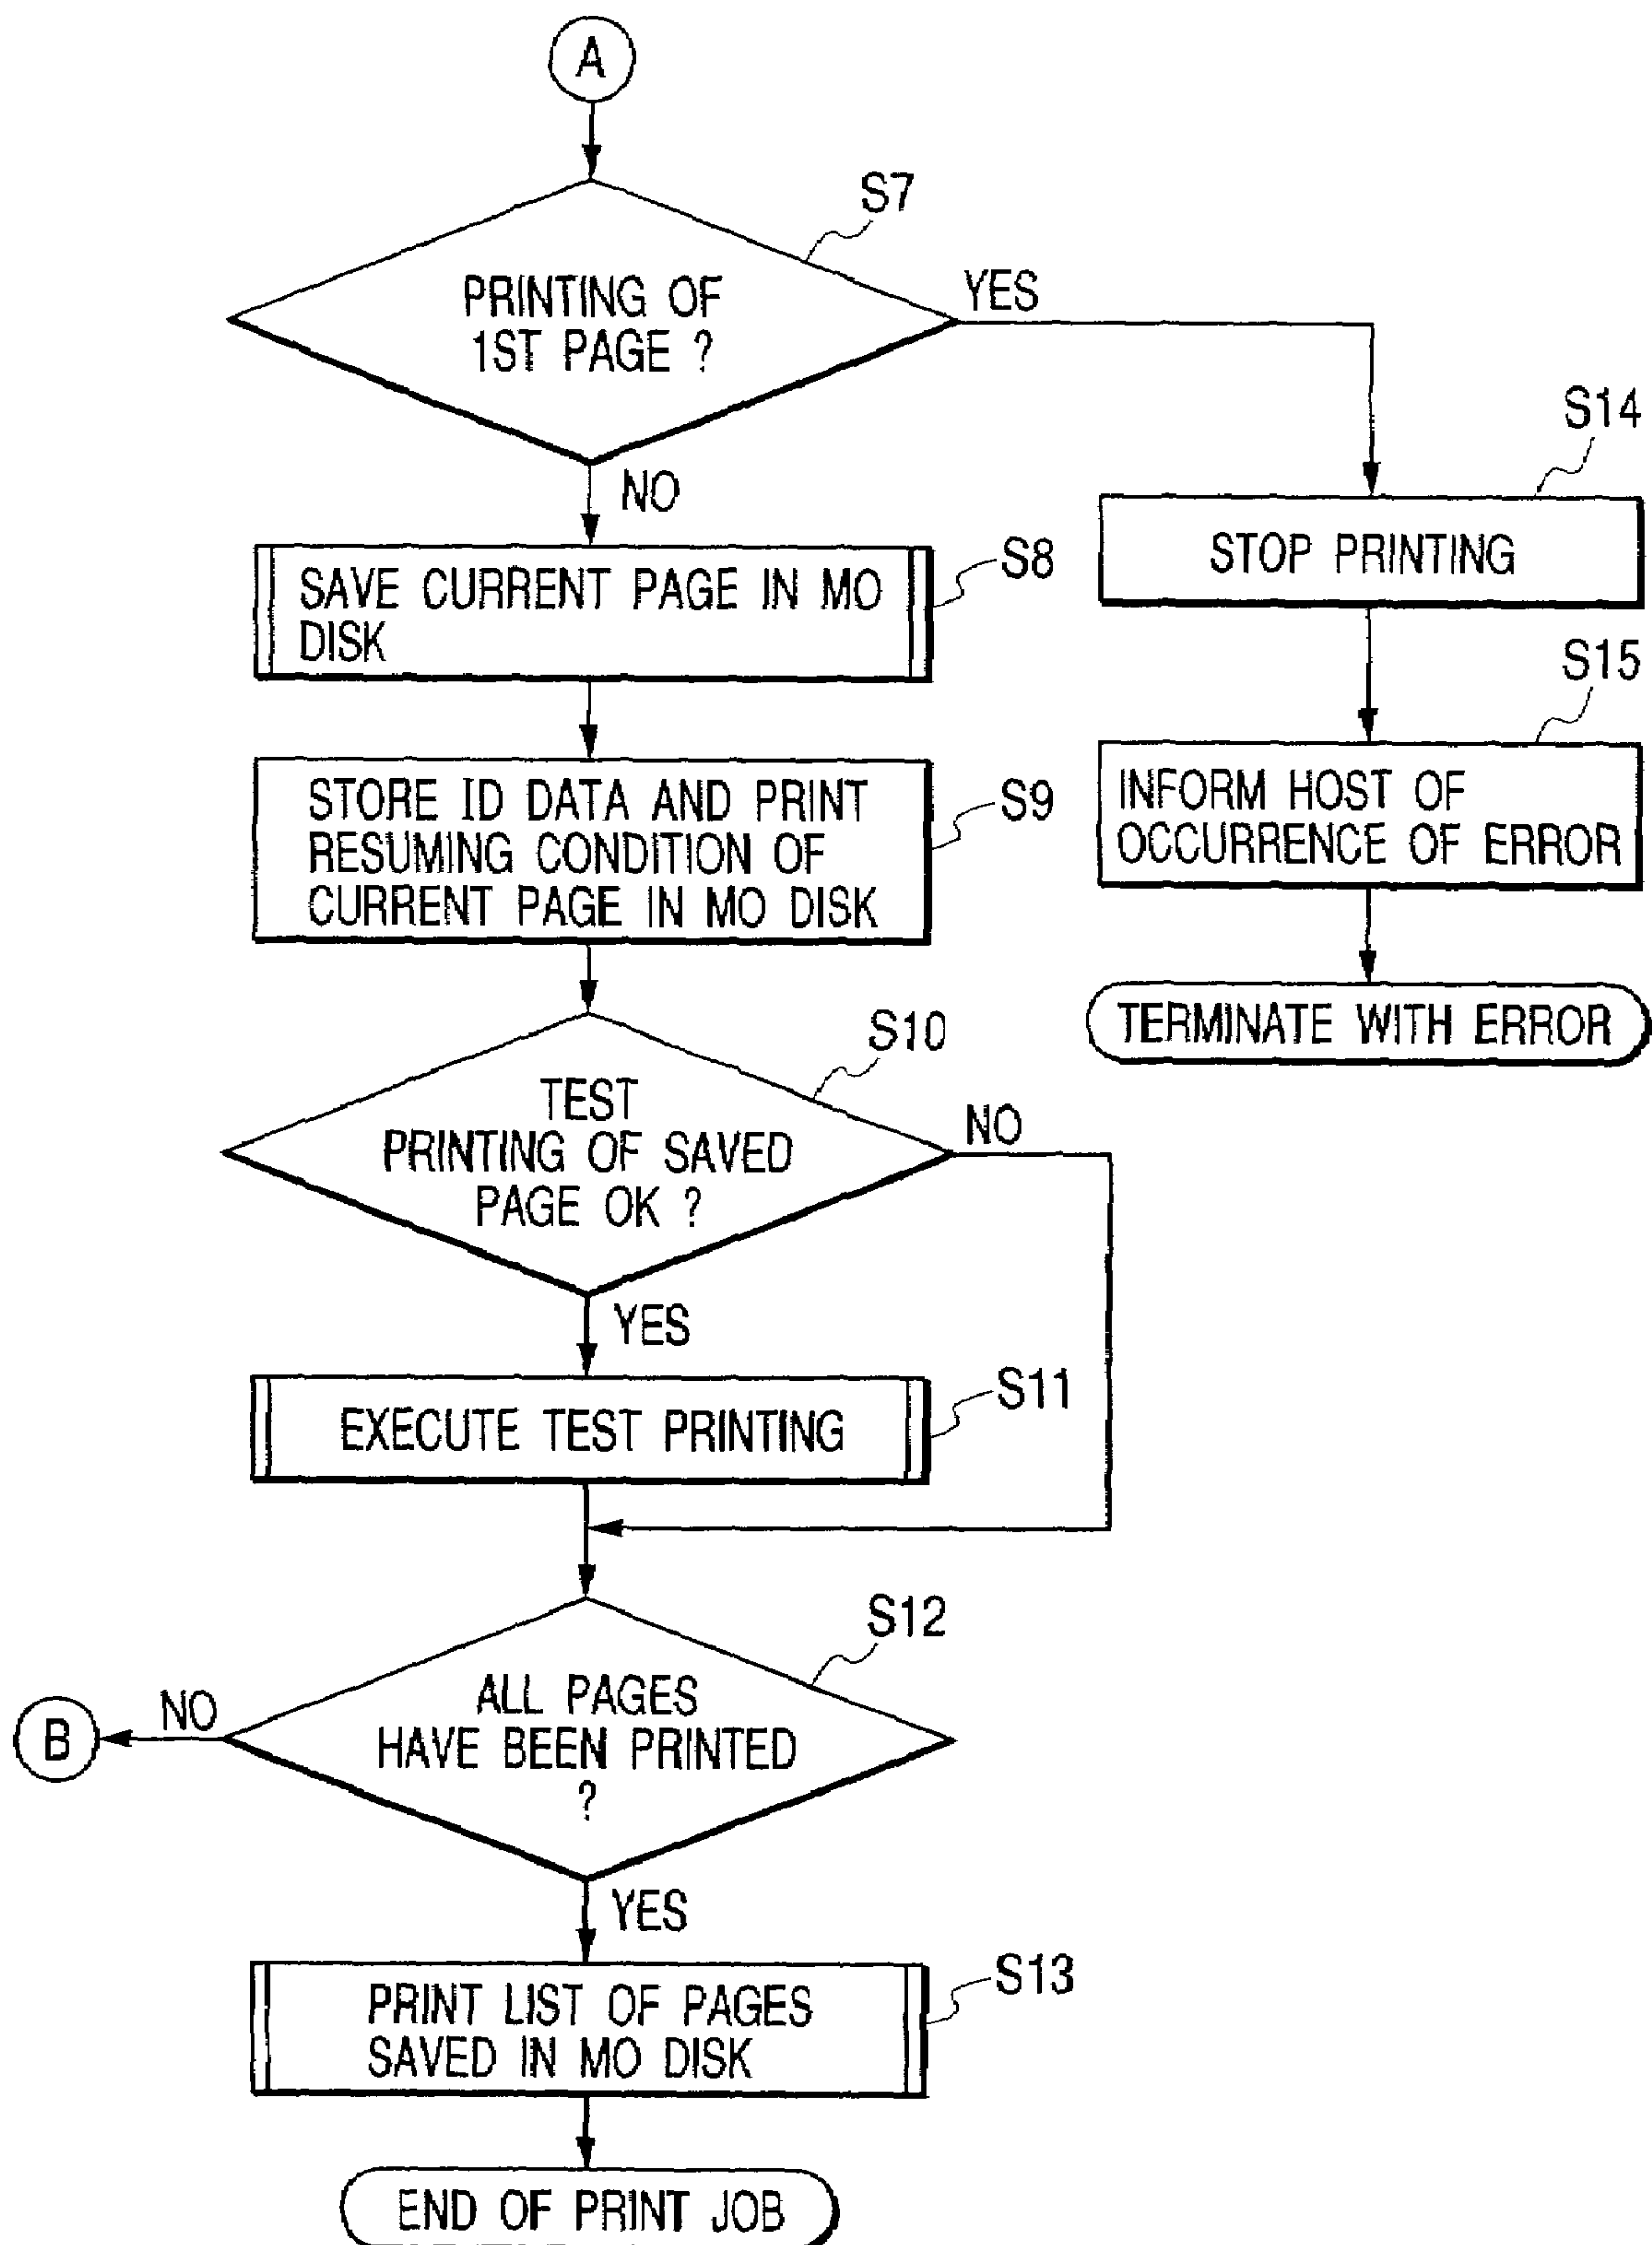 A
S7
PRINTING OF
1ST PAGE ?
YES
NO
S14
STOP PRINTING
S8
SAVE CURRENT PAGE IN MO
DISK
S15
INFORM HOST OF
OCCURRENCE OF ERROR
S9
STORE ID DATA AND PRINT
RESUMING CONDITION OF
CURRENT PAGE IN MO DISK
TERMINATE WITH ERROR
S10
TEST
PRINTING OF SAVED
PAGE OK ?
NO
YES
S11
EXECUTE TEST PRINTING
S12
ALL PAGES
HAVE BEEN PRINTED
?
NO
B
YES
S13
PRINT LIST OF PAGES
SAVED IN MO DISK
END OF PRINT JOB